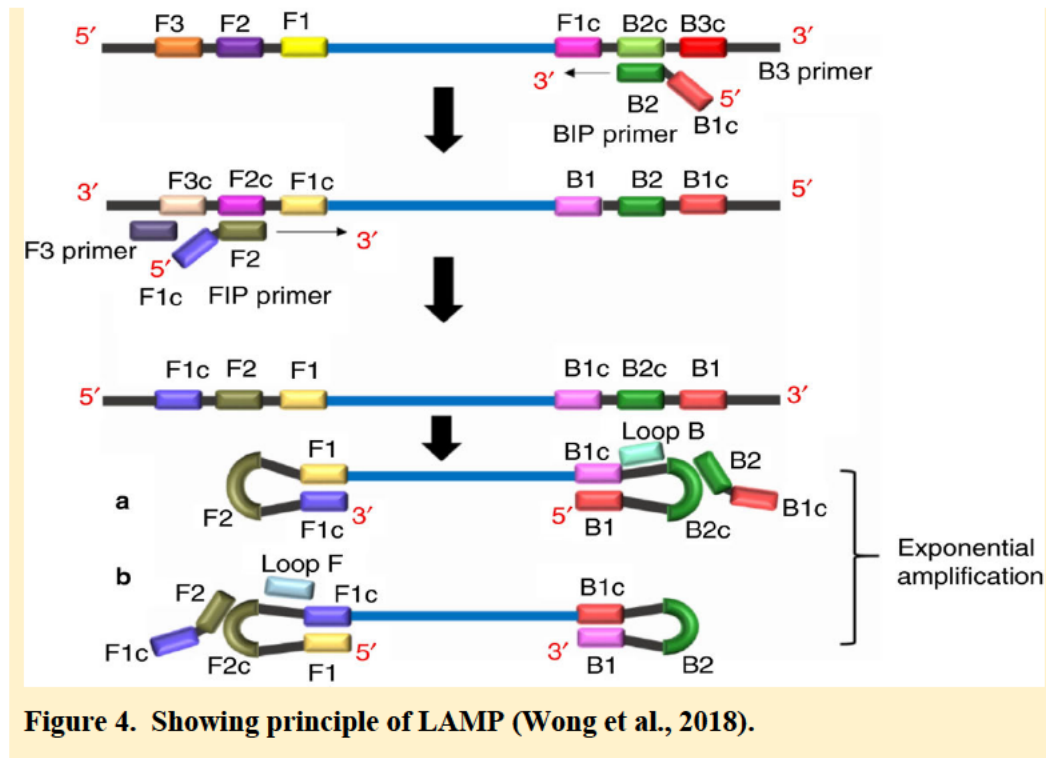 5′ F3 F2 F1 F1c B2c B3c 3′
3′ B3 primer
B2 5′
BIP primer B1c
3′ F3c F2c F1c B1 B2 B1c 5′
F3 primer 5′ F2 3′
F1c FIP primer
5′ F1c F2 F1 B1c B2c B1 3′
Loop B
F1 B1c B2
a
F2 F1c 3′ 5′ B1 B2c B1c
Exponential
amplification
b Loop F
F2 F1c B1c
F1c F2c F1 5′ 3′ B1 B2
Figure 4. Showing principle of LAMP (Wong et al., 2018).